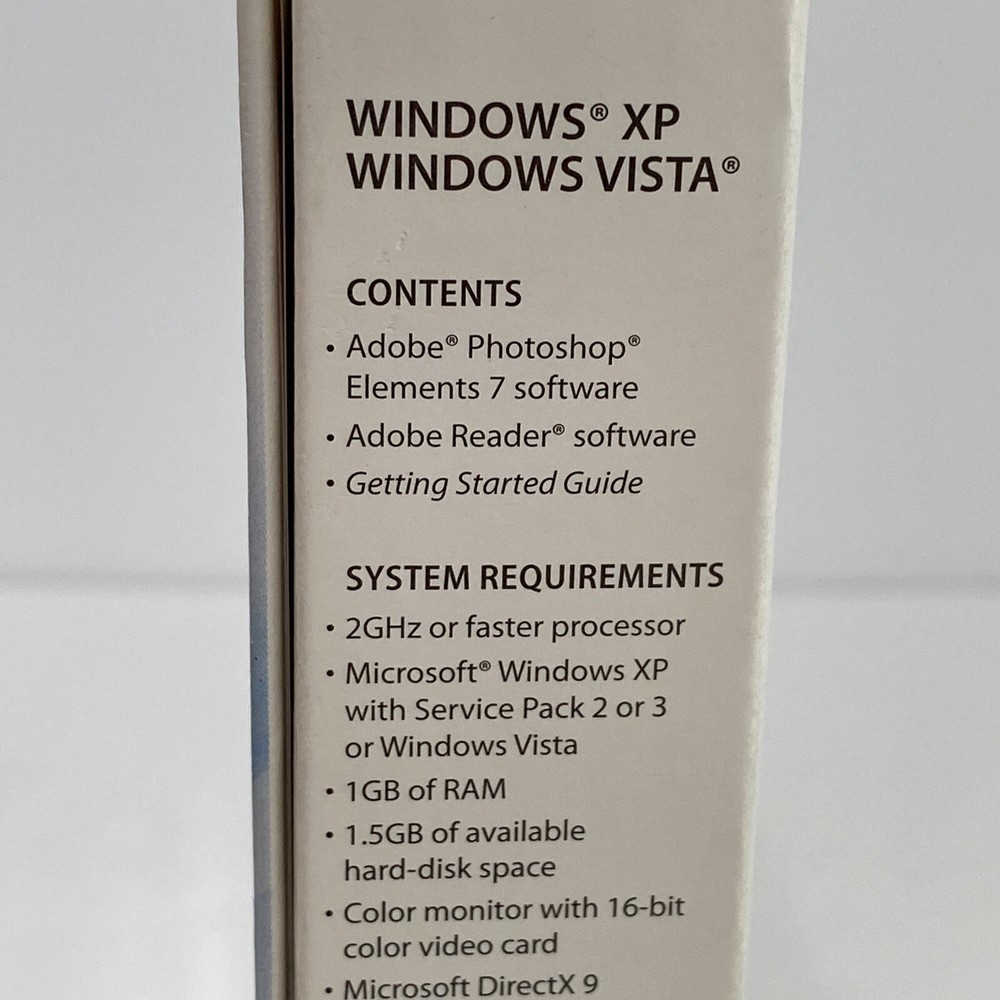 WINDOWS® XP
WINDOWS VISTA®
CONTENTS
• Adobe® Photoshop®
Elements 7 software
• Adobe Reader® software
• Getting Started Guide
SYSTEM REQUIREMENTS
• 2GHz or faster processor
• Microsoft® Windows XP
with Service Pack 2 or 3
or Windows Vista
• 1GB of RAM
• 1.5GB of available
hard-disk space
• Color monitor with 16-bit
color video card
• Microsoft DirectX 9